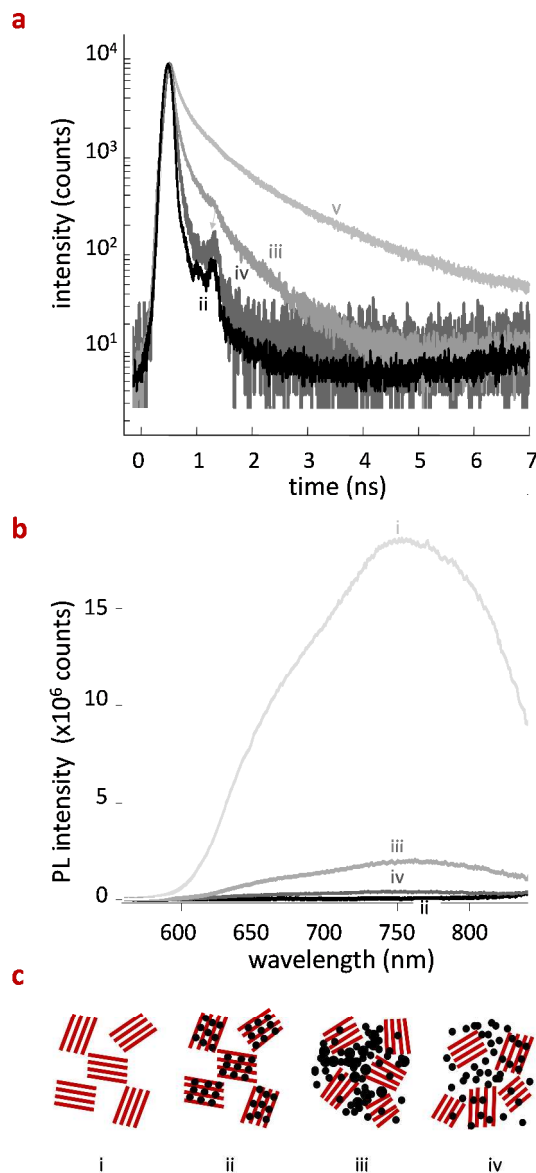 a
10⁴
10³
10²
10¹
intensity (counts)
v
iii
iv
ii
0 1 2 3 4 5 6 7
time (ns)
b
i
15
10
5
0
PL intensity (x10⁶ counts)
iii
iv
ii
600 650 700 750 800
wavelength (nm)
c
i ii iii iv